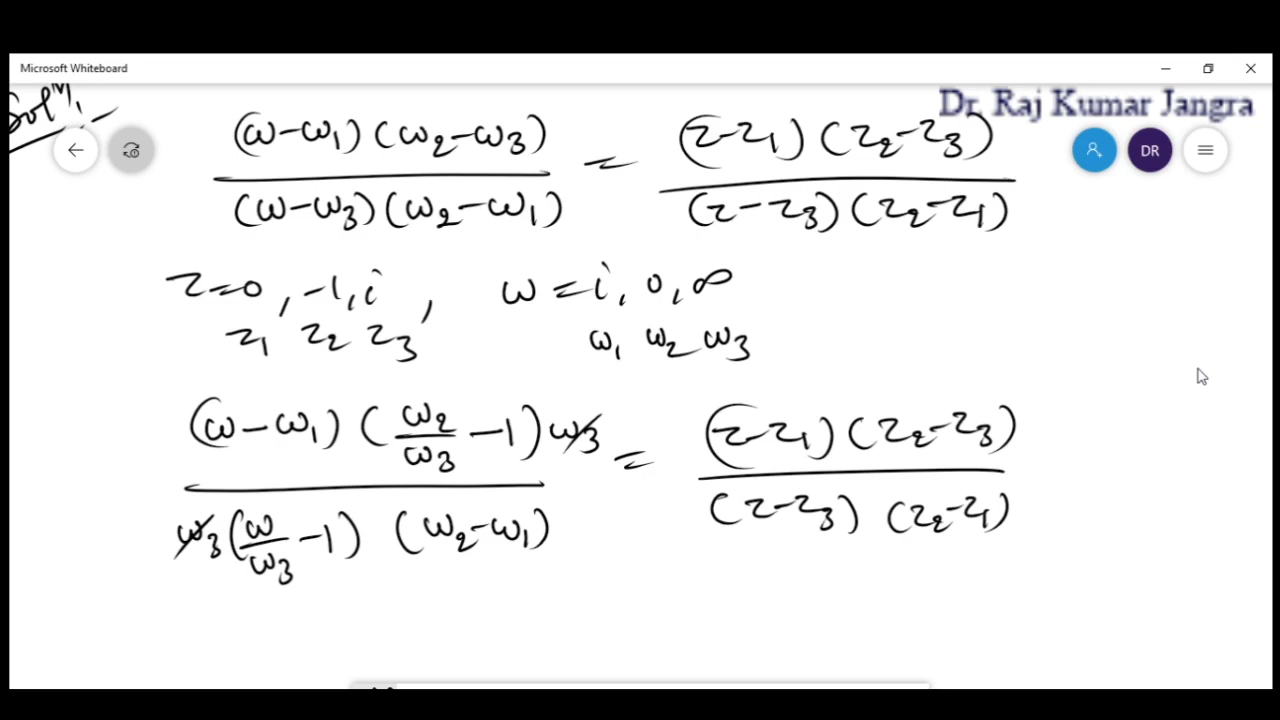 Microsoft Whiteboard
Dr. Raj Kumar Jangra
Solⁿ,
DR
(ω-ω₁)(ω₂-ω₃) / (ω-ω₃)(ω₂-ω₁) = (z-z₁)(z₂-z₃) / (z-z₃)(z₂-z₁)
z=0, -1, i, ω=i, 0, ∞
z₁ z₂ z₃ ω₁ ω₂ ω₃
(ω-ω₁)(ω₂/ω₃ -1)ω₃ / ω₃(ω/ω₃ -1)(ω₂-ω₁) = (z-z₁)(z₂-z₃) / (z-z₃)(z₂-z₁)